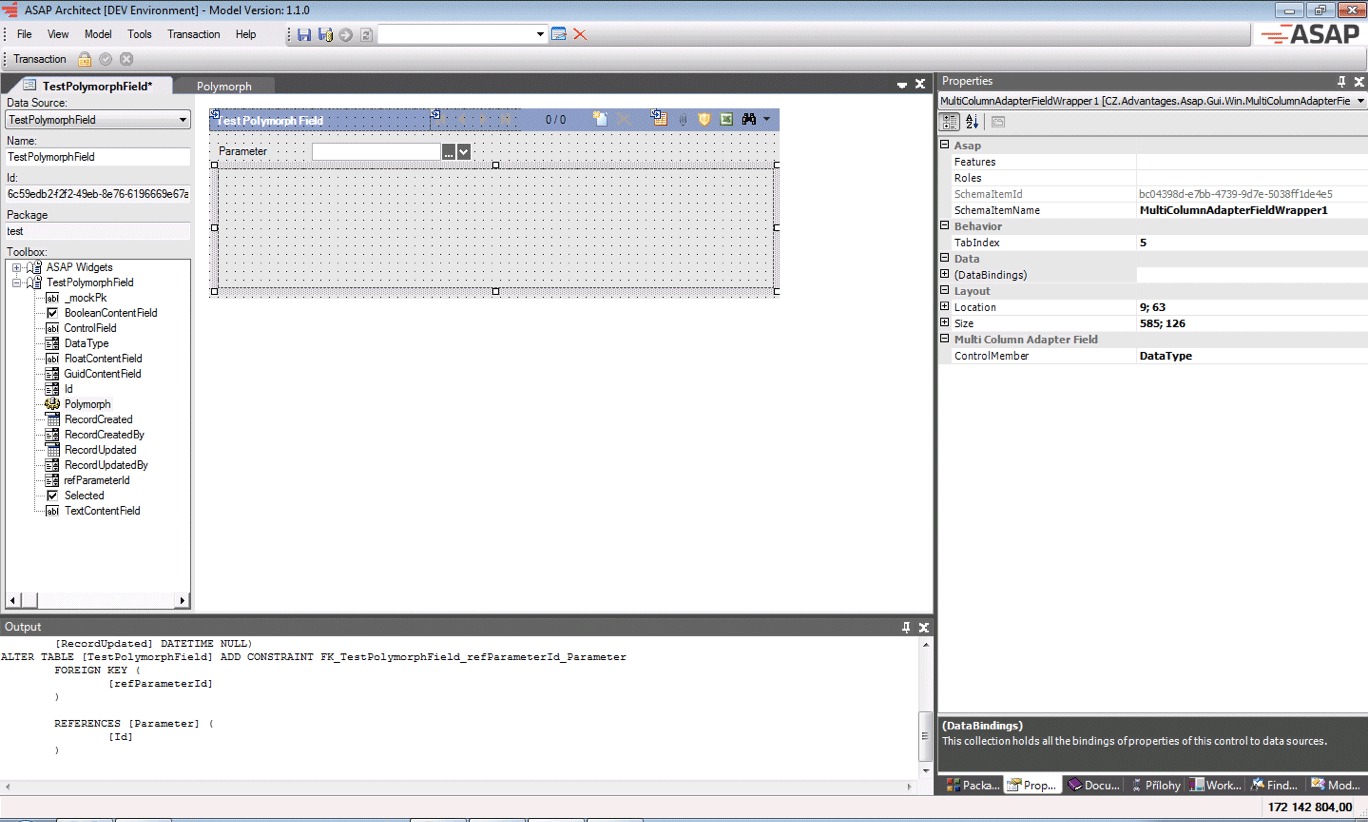 ASAP Architect [DEV Environment] - Model Version: 1.1.0
File View Model Tools Transaction Help
ASAP
Transaction
TestPolymorphField* Polymorph
Data Source:
TestPolymorphField
Name:
TestPolymorphField
Id:
6c59edb2-f2f2-49eb-8e76-6196669e67a
Package
test
Toolbox:
ASAP Widgets
TestPolymorphField
_mockPk
BooleanContentField
ControlField
DataType
FloatContentField
GuidContentField
Id
Polymorph
RecordCreated
RecordCreatedBy
RecordUpdated
RecordUpdatedBy
refParameterId
Selected
TextContentField
Test Polymorph Field 0 / 0
Parameter ...
Output
[RecordUpdated] DATETIME NULL)
ALTER TABLE [TestPolymorphField] ADD CONSTRAINT FK_TestPolymorphField_refParameterId_Parameter
FOREIGN KEY (
[refParameterId]
)
REFERENCES [Parameter] (
[Id]
)
Properties
MultiColumnAdapterFieldWrapper1 [CZ.Advantages.Asap.Gui.Win.MultiColumnAdapterFie
Asap
Features
Roles
SchemaItemId bc04398d-e7bb-4739-9d7e-5038ff1de4e5
SchemaItemName MultiColumnAdapterFieldWrapper1
Behavior
TabIndex 5
Data
(DataBindings)
Layout
Location 9; 63
Size 585; 126
Multi Column Adapter Field
ControlMember DataType
(DataBindings)
This collection holds all the bindings of properties of this control to data sources.
Packa... Prop... Docu... Přílohy Work... Find... Mod...
172 142 804,00